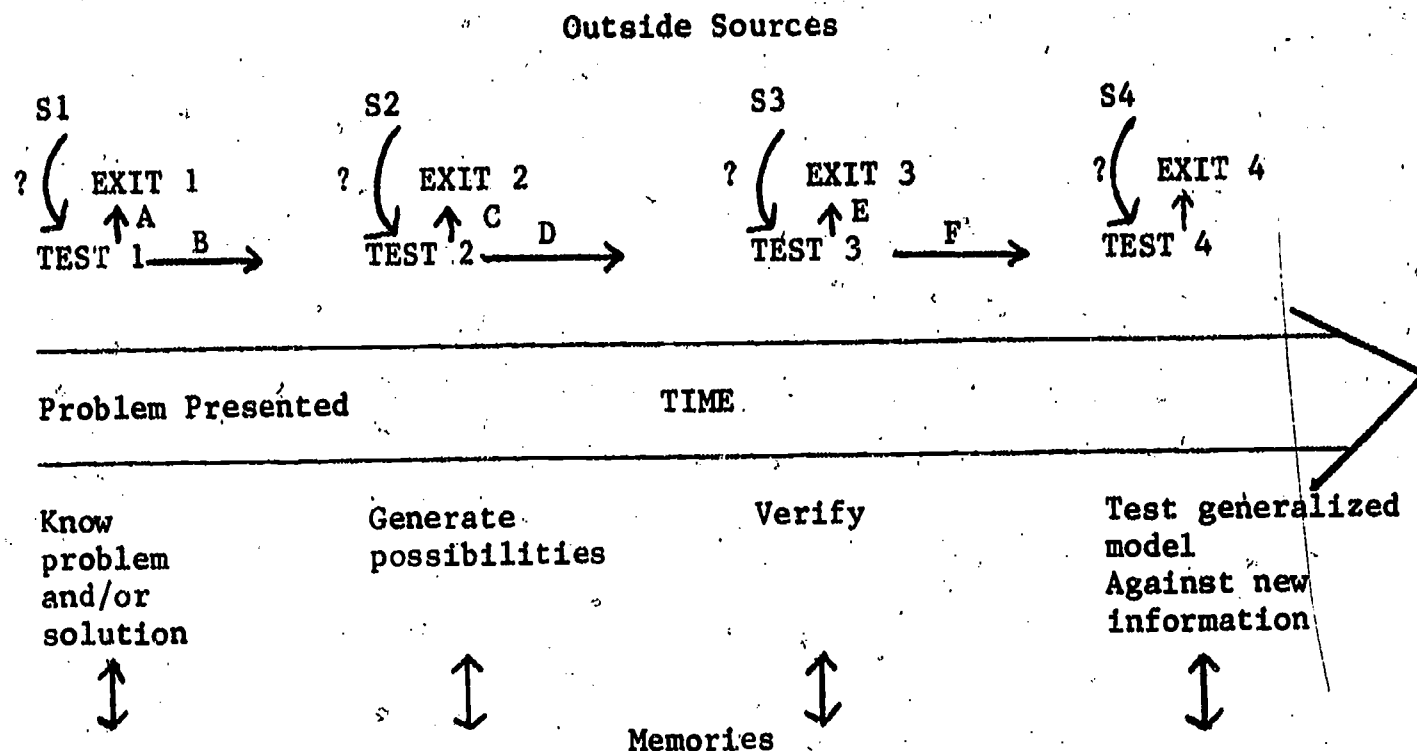 Outside Sources
S1 S2 S3 S4
? EXIT 1 ? EXIT 2 ? EXIT 3 ? EXIT 4
A C E
TEST 1 B TEST 2 D TEST 3 F TEST 4
Problem Presented TIME
Know Generate Verify Test generalized
problem possibilities model
and/or Against new
solution information
Memories